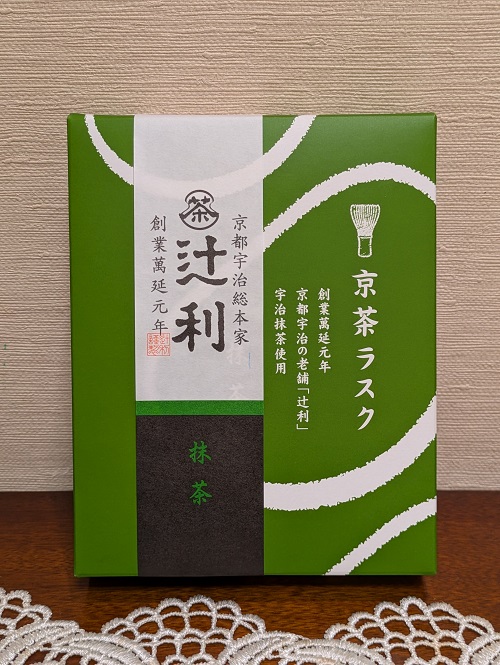 京茶ラスク
創業萬延元年
京都宇治の老舗「辻利」
宇治抹茶使用
京都宇治総本家
茶
辻利
創業萬延元年
抹茶